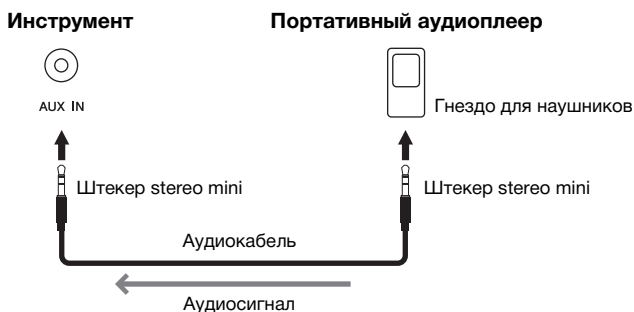 Инструмент
Портативный аудиоплеер
AUX IN
Гнездо для наушников
Штекер stereo mini
Штекер stereo mini
Аудиокабель
Аудиосигнал